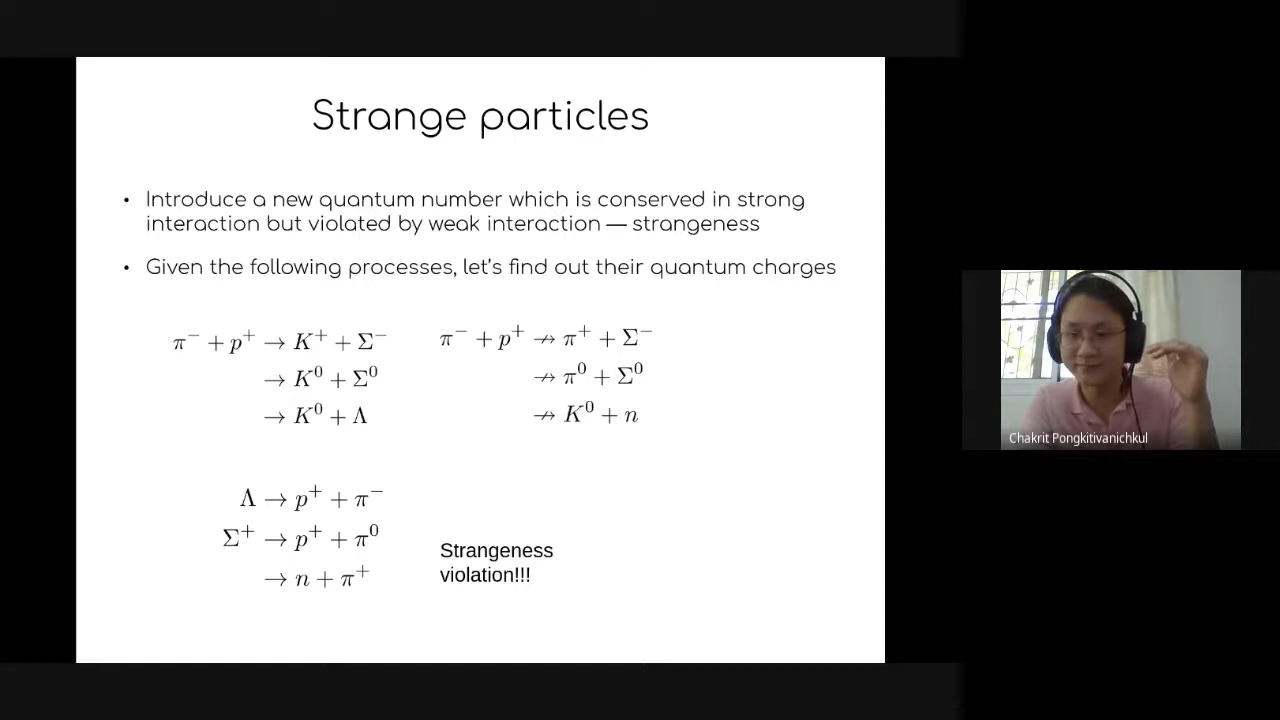 Strange particles
• Introduce a new quantum number which is conserved in strong
interaction but violated by weak interaction — strangeness
• Given the following processes, let's find out their quantum charges
π⁻ + p⁺ → K⁺ + Σ⁻
→ K⁰ + Σ⁰
→ K⁰ + Λ
π⁻ + p⁺ ↛ π⁺ + Σ⁻
↛ π⁰ + Σ⁰
↛ K⁰ + n
Λ → p⁺ + π⁻
Σ⁺ → p⁺ + π⁰
→ n + π⁺
Strangeness
violation!!!
Chakrit Pongkitivanichkul